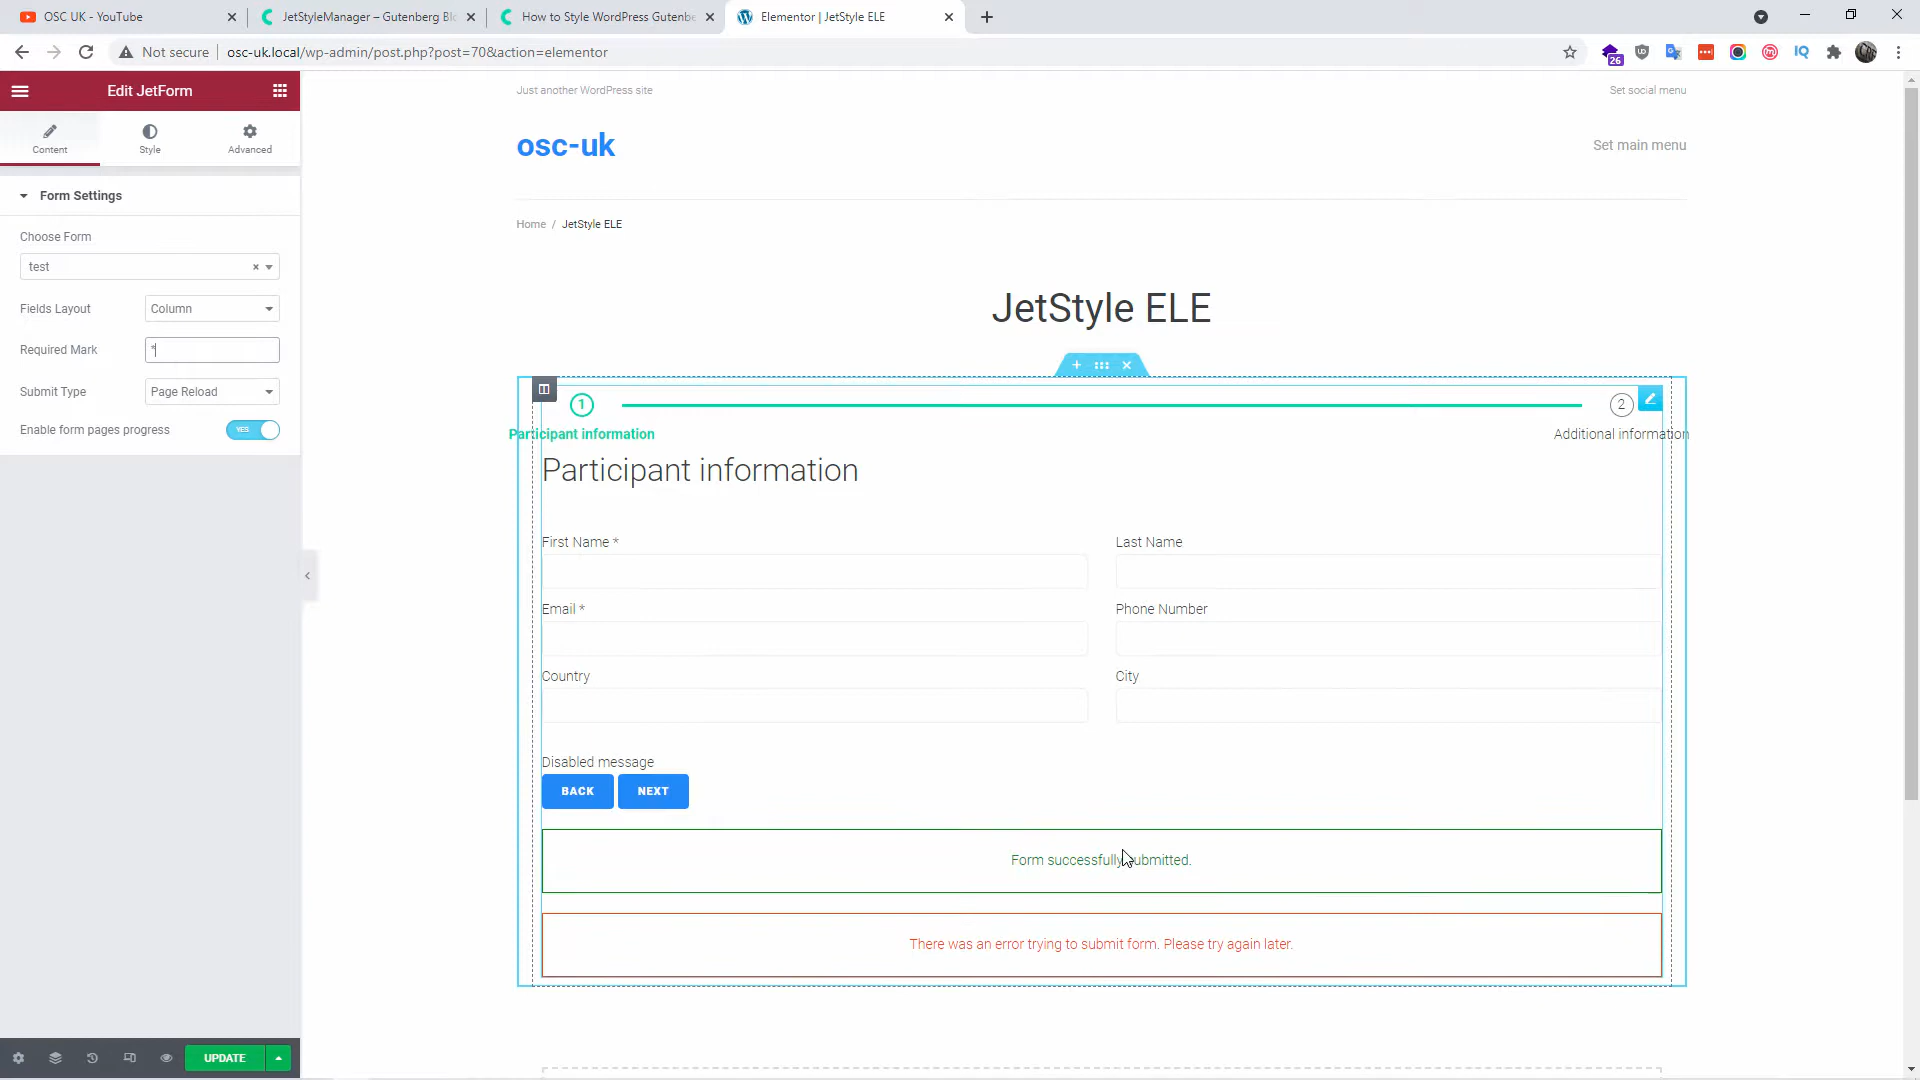 OSC UK - YouTube
JetStyleManager – Gutenberg Bl
How to Style WordPress Gutenbe
Elementor | JetStyle ELE
Not secure
osc-uk.local/wp-admin/post.php?post=70&action=elementor
26
IQ
Edit JetForm
Content
Style
Advanced
Form Settings
Choose Form
test
Fields Layout
Column
Required Mark
*
Submit Type
Page Reload
Enable form pages progress
YES
UPDATE
Just another WordPress site
Set social menu
osc-uk
Set main menu
Home / JetStyle ELE
JetStyle ELE
1
2
Participant information
Additional information
Participant information
First Name *
Last Name
Email *
Phone Number
Country
City
Disabled message
BACK
NEXT
Form successfully submitted.
There was an error trying to submit form. Please try again later.